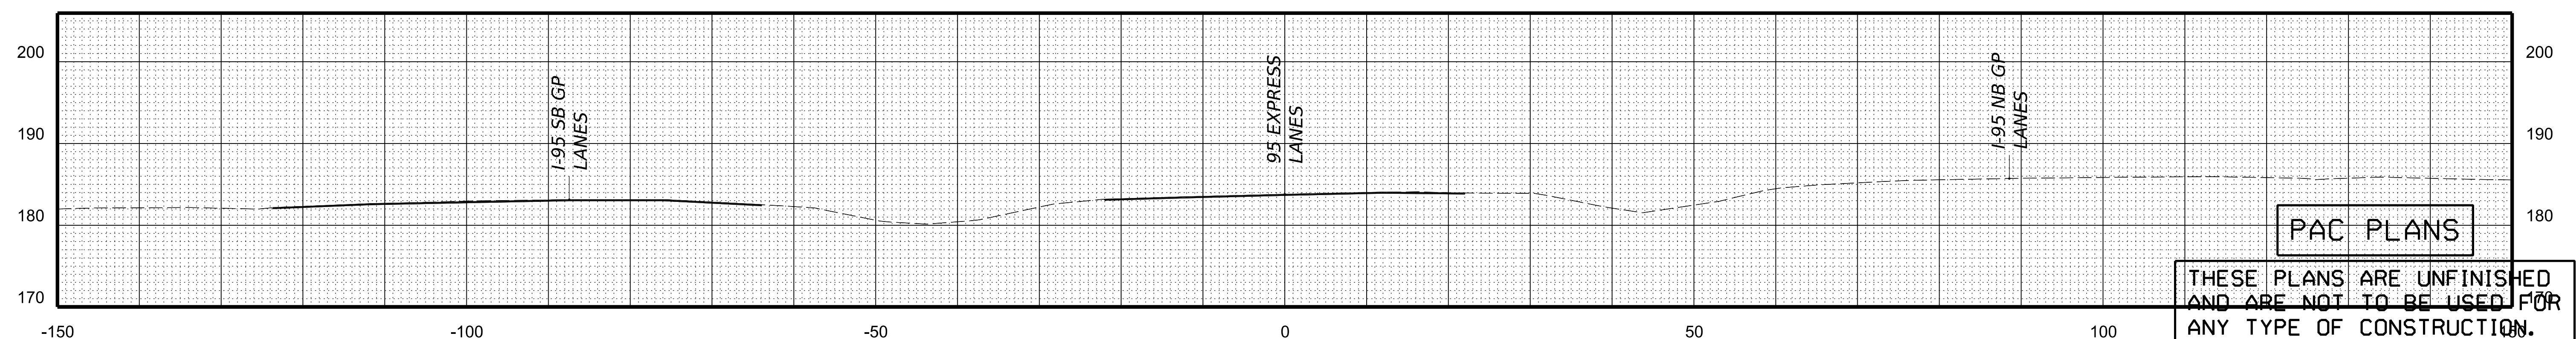 200
190
180
170
I-95 SB GP
LANES
95 EXPRESS
LANES
I-95 NB GP
LANES
200
190
180
170
PAC PLANS
THESE PLANS ARE UNFINISHED
AND ARE NOT TO BE USED FOR
ANY TYPE OF CONSTRUCTION.
-150
-100
-50
0
50
100
150